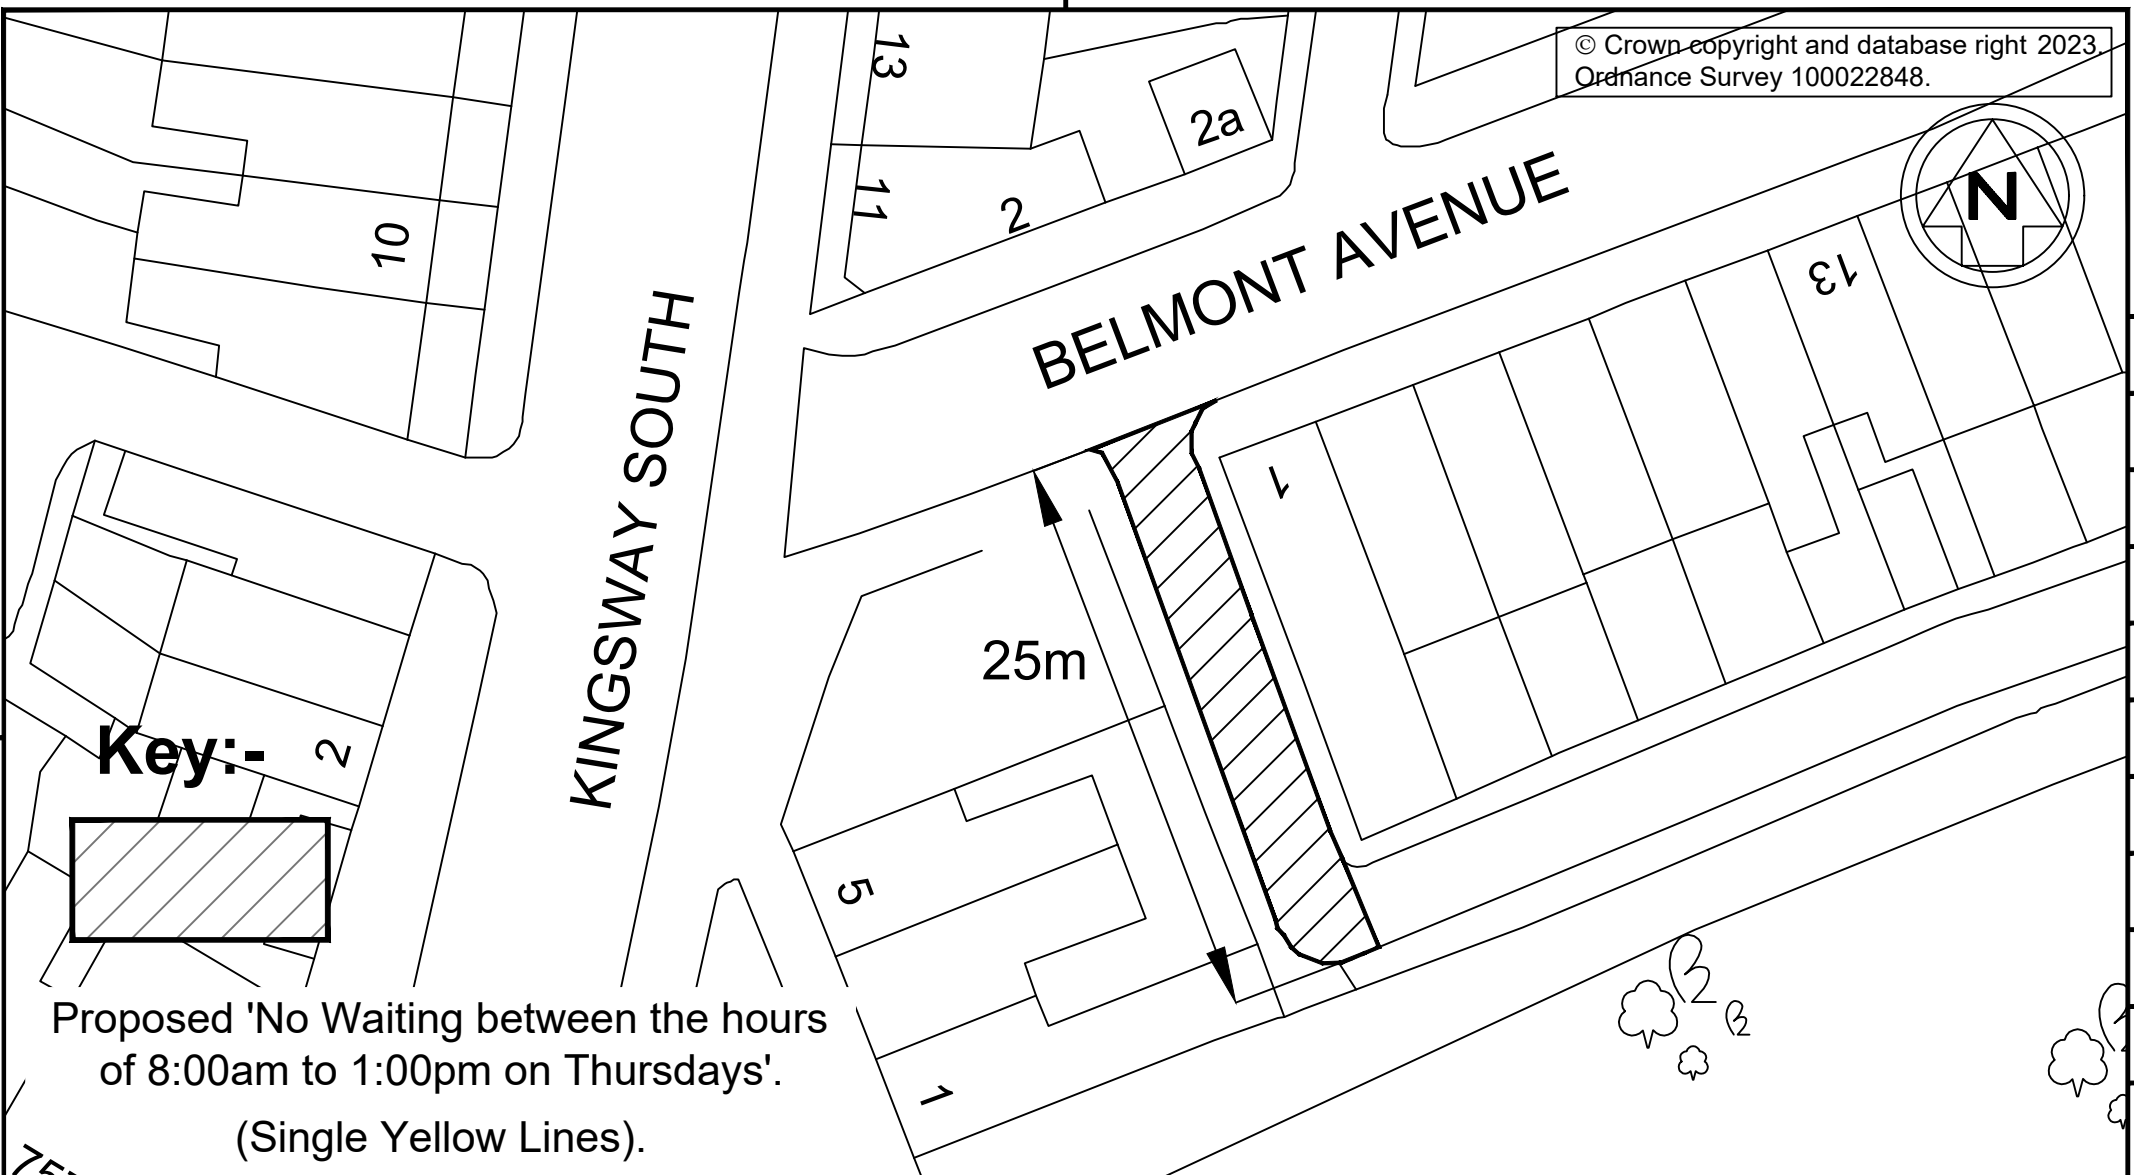 © Crown copyright and database right 2023.
Ordnance Survey 100022848.
13
2a
11
2
10
BELMONT AVENUE
N
13
KINGSWAY SOUTH
1
25m
Key:-
2
5
Proposed 'No Waiting between the hours
of 8:00am to 1:00pm on Thursdays'.
(Single Yellow Lines).
1